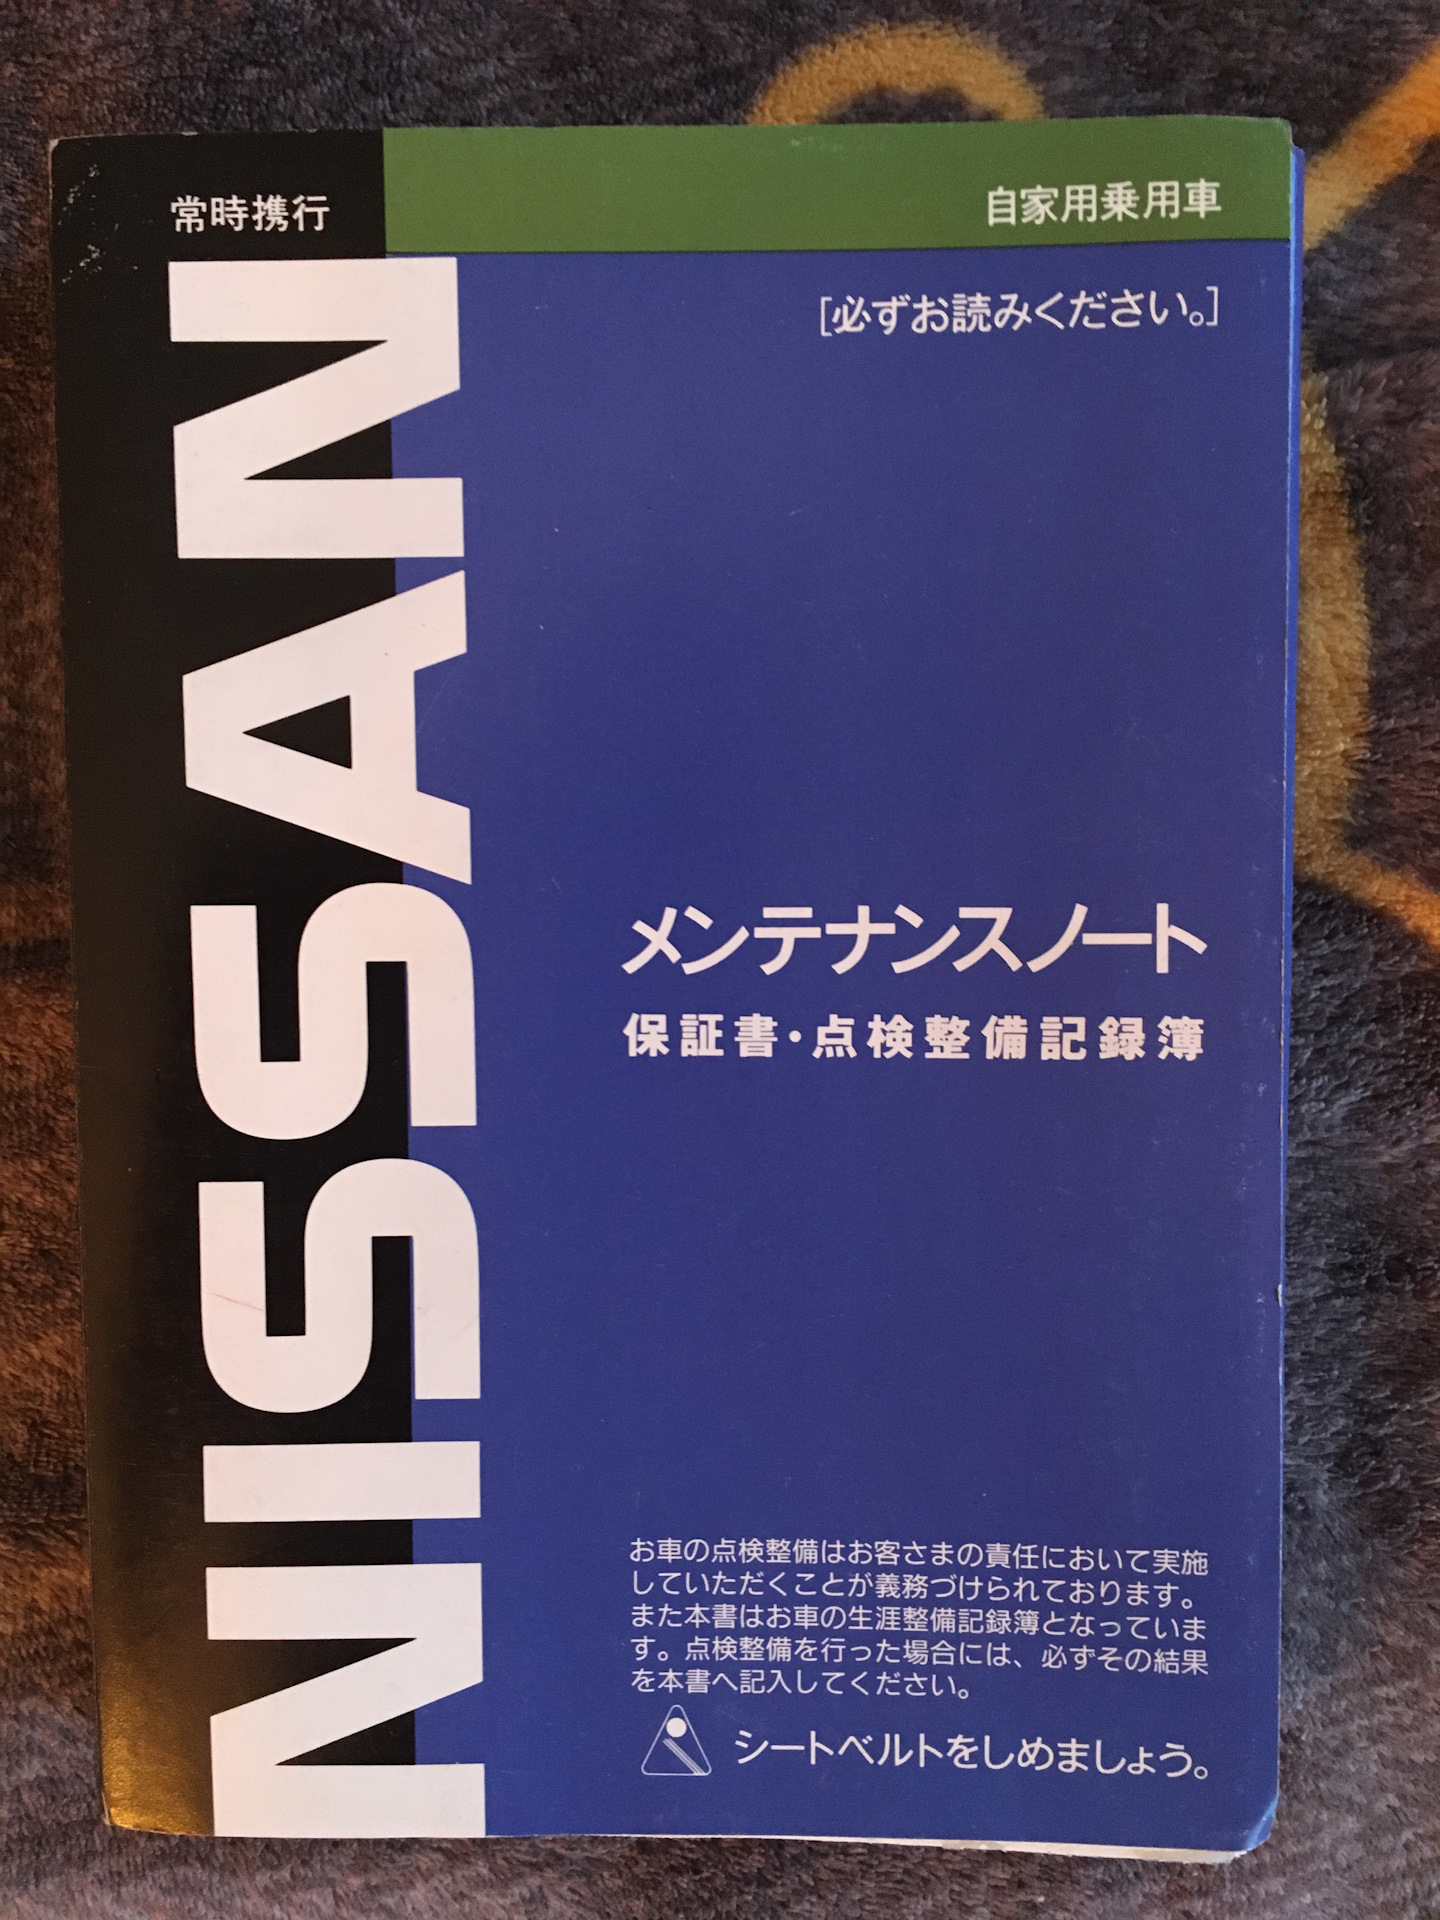 常時携行
自家用乗用車
[必ずお読みください。]
NISSAN
メンテナンスノート
保証書・点検整備記録簿
お車の点検整備はお客さまの責任において実施
していただくことが義務づけられております。
また本書はお車の生涯整備記録簿となっていま
す。点検整備を行った場合には、必ずその結果
を本書へ記入してください。
シートベルトをしめましょう。